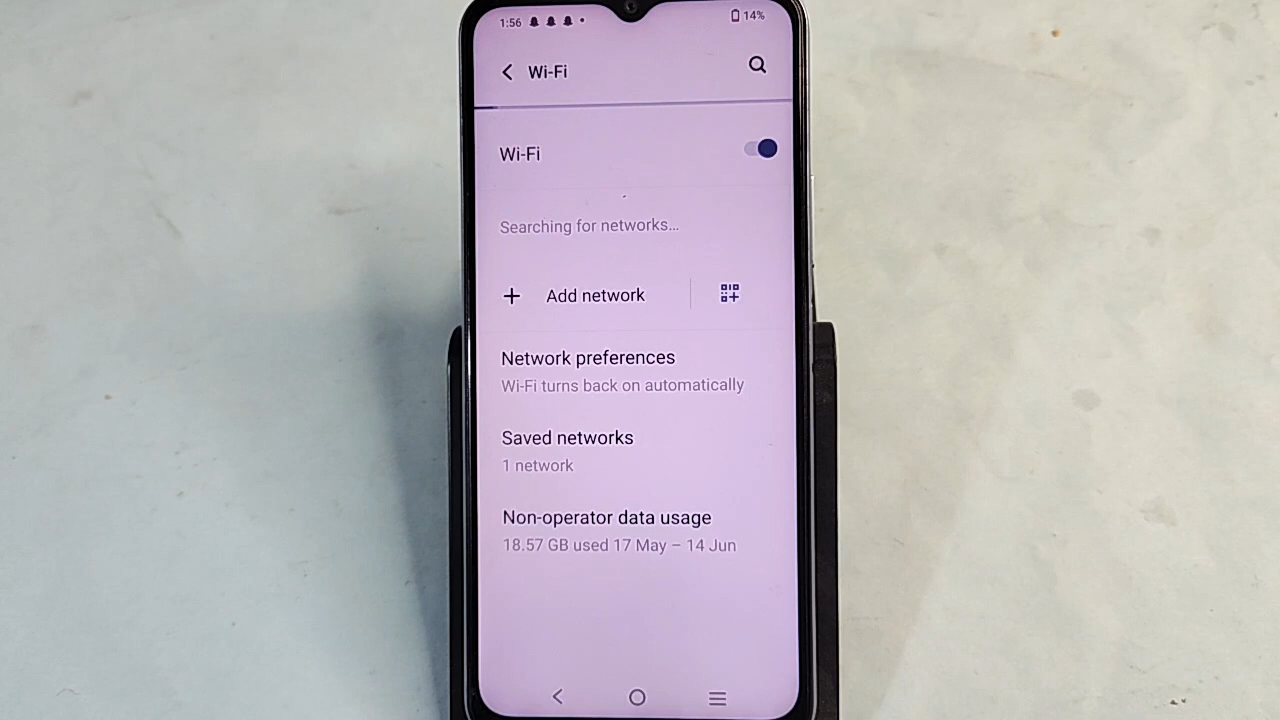 1:56
14%
Wi-Fi
Wi-Fi
Searching for networks…
Add network
Network preferences
Wi-Fi turns back on automatically
Saved networks
1 network
Non-operator data usage
18.57 GB used 17 May – 14 Jun